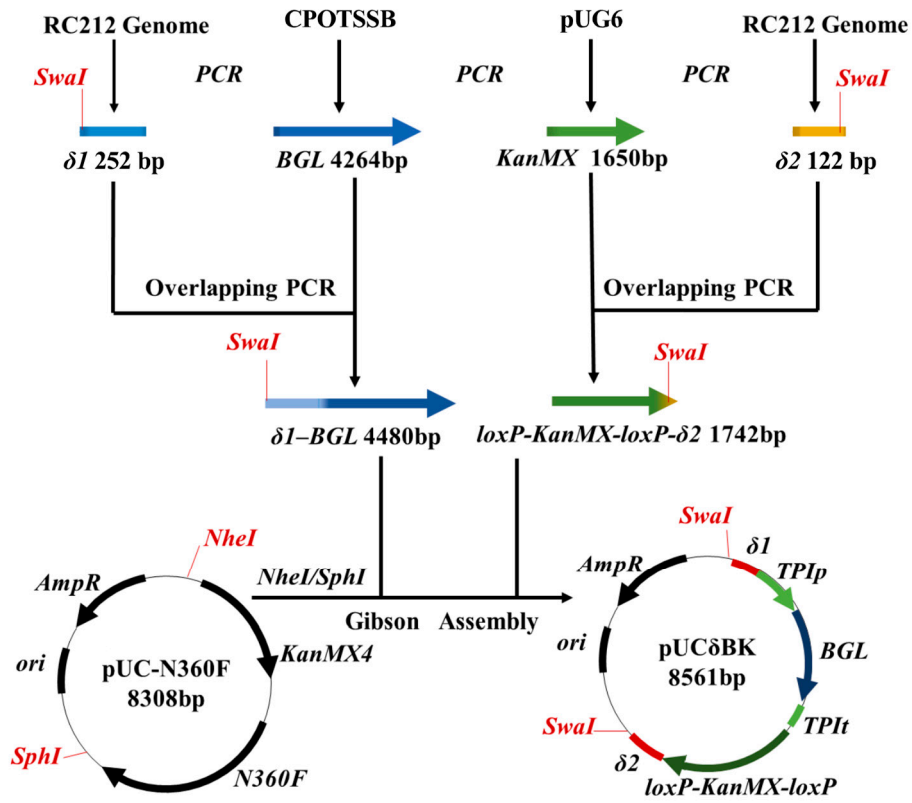 RC212 Genome
CPOTSSB
pUG6
RC212 Genome
SwaI
PCR
PCR
PCR
SwaI
δ1 252 bp
BGL 4264bp
KanMX 1650bp
δ2 122 bp
Overlapping PCR
Overlapping PCR
SwaI
SwaI
δ1–BGL 4480bp
loxP-KanMX-loxP-δ2 1742bp
NheI
AmpR
ori
pUC-N360F
8308bp
KanMX4
SphI
N360F
NheI/SphI
Gibson Assembly
SwaI
δ1
TPIp
AmpR
ori
pUCδBK
8561bp
BGL
SwaI
TPIt
δ2
loxP-KanMX-loxP